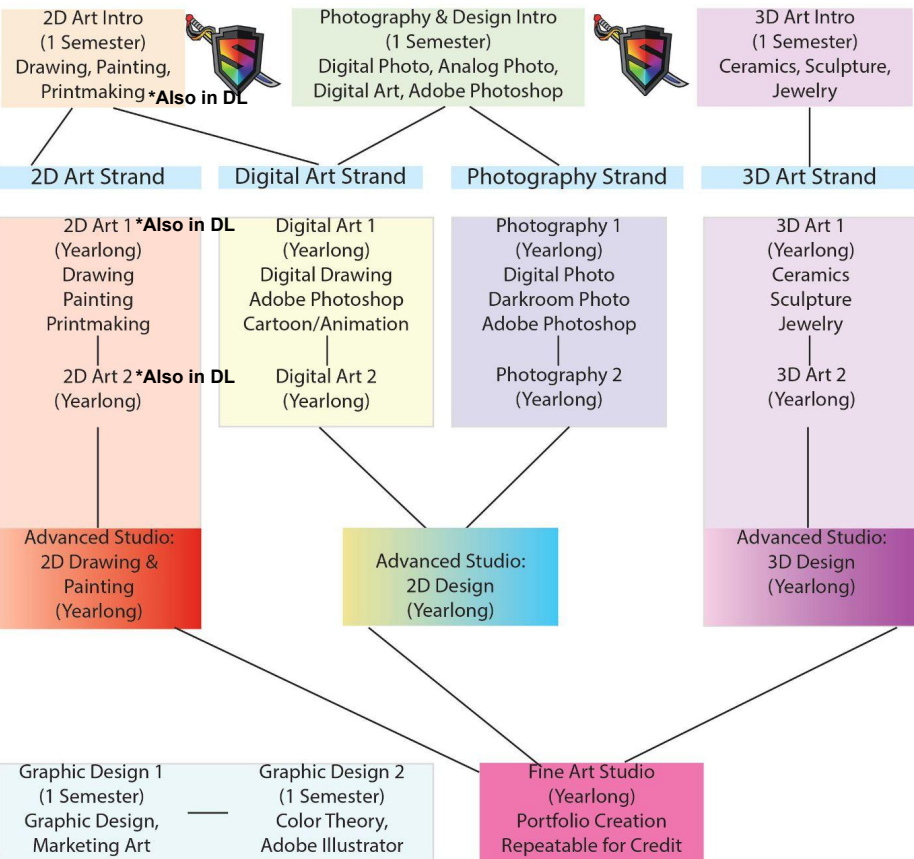 2D Art Intro
(1 Semester)
Drawing, Painting,
Printmaking *Also in DL
Photography & Design Intro
(1 Semester)
Digital Photo, Analog Photo,
Digital Art, Adobe Photoshop
3D Art Intro
(1 Semester)
Ceramics, Sculpture,
Jewelry
2D Art Strand
Digital Art Strand
Photography Strand
3D Art Strand
2D Art 1 *Also in DL
(Yearlong)
Drawing
Painting
Printmaking
2D Art 2 *Also in DL
(Yearlong)
Digital Art 1
(Yearlong)
Digital Drawing
Adobe Photoshop
Cartoon/Animation
Digital Art 2
(Yearlong)
Photography 1
(Yearlong)
Digital Photo
Darkroom Photo
Adobe Photoshop
Photography 2
(Yearlong)
3D Art 1
(Yearlong)
Ceramics
Sculpture
Jewelry
3D Art 2
(Yearlong)
Advanced Studio:
2D Drawing &
Painting
(Yearlong)
Advanced Studio:
2D Design
(Yearlong)
Advanced Studio:
3D Design
(Yearlong)
Graphic Design 1
(1 Semester)
Graphic Design,
Marketing Art
Graphic Design 2
(1 Semester)
Color Theory,
Adobe Illustrator
Fine Art Studio
(Yearlong)
Portfolio Creation
Repeatable for Credit